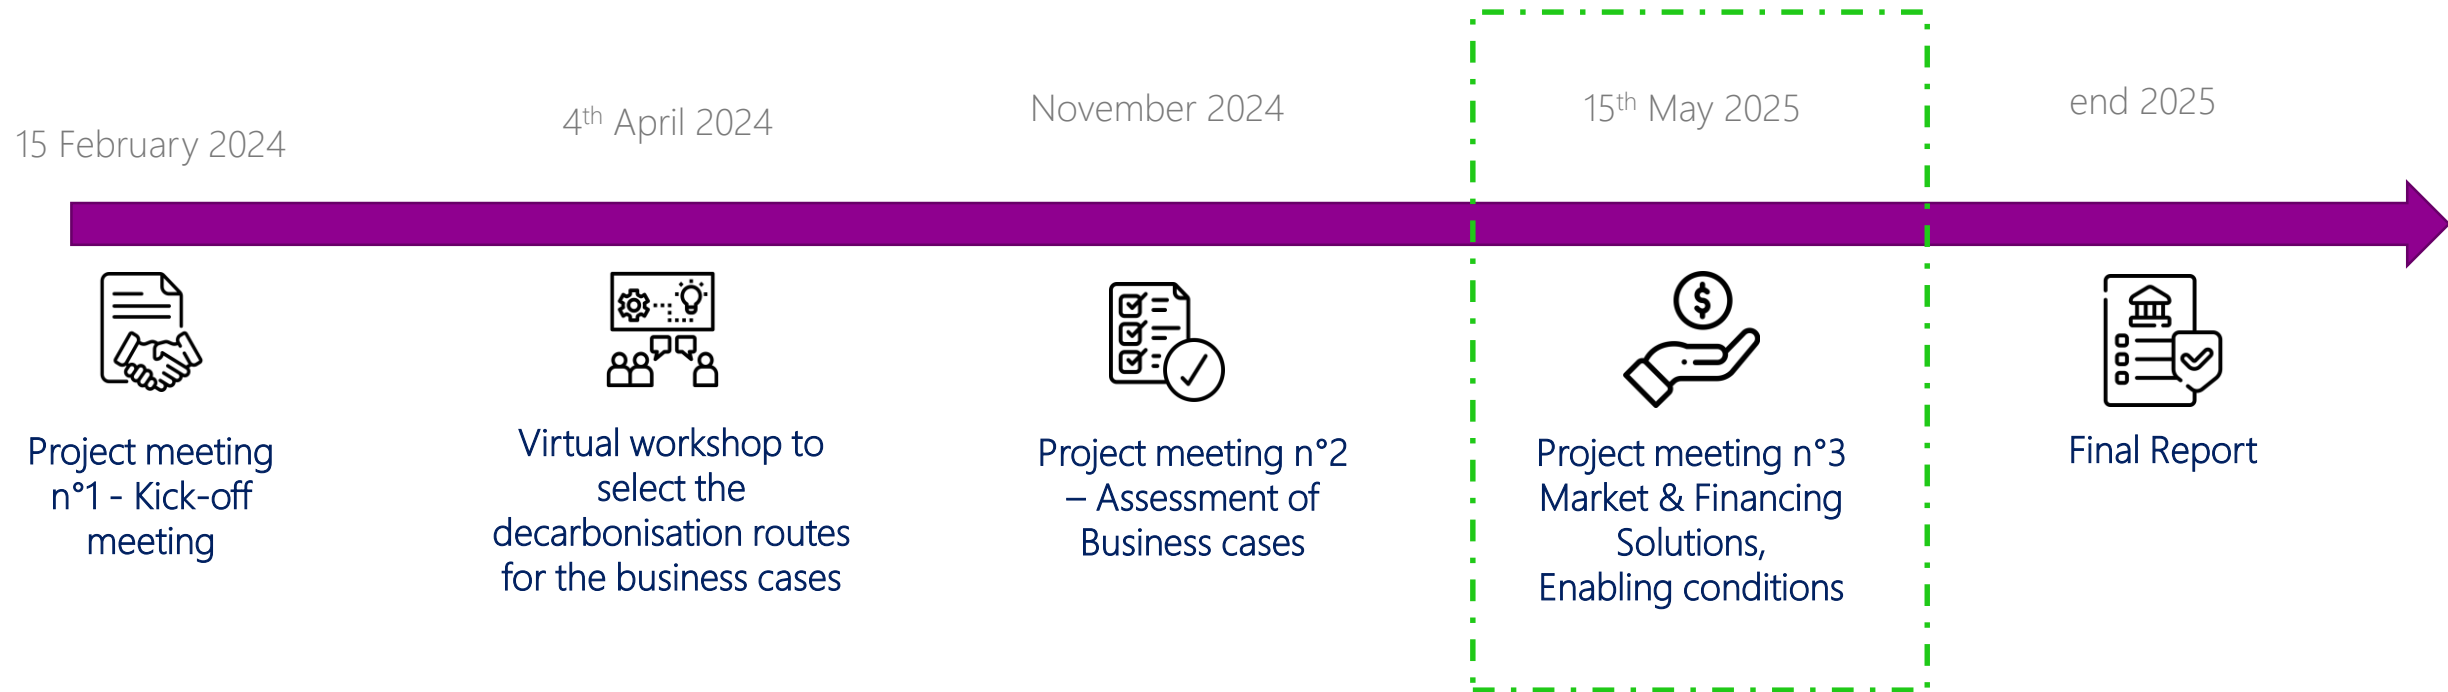 15 February 2024
4th April 2024
November 2024
15th May 2025
end 2025
$
Project meeting
n°1 - Kick-off
meeting
Virtual workshop to
select the
decarbonisation routes
for the business cases
Project meeting n°2
– Assessment of
Business cases
Project meeting n°3
Market & Financing
Solutions,
Enabling conditions
Final Report